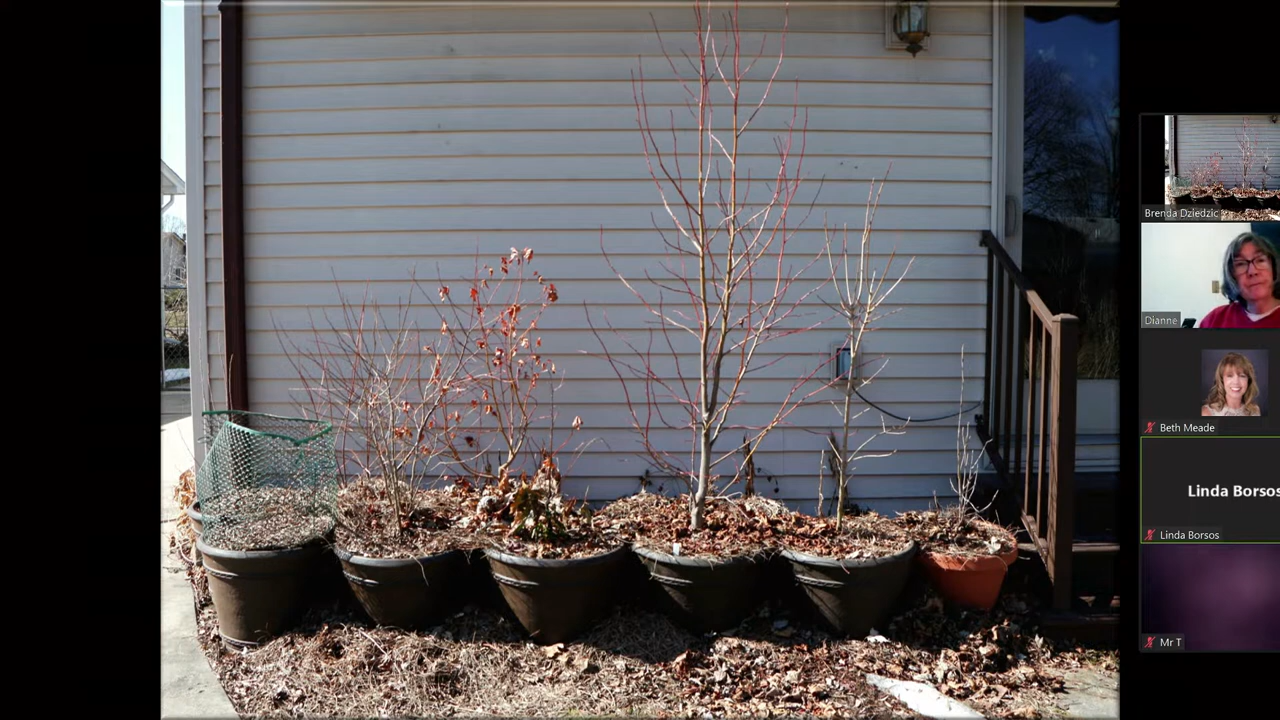 Brenda Dziedzic
Dianne
Beth Meade
Linda Borsos
Linda Borsos
Mr T